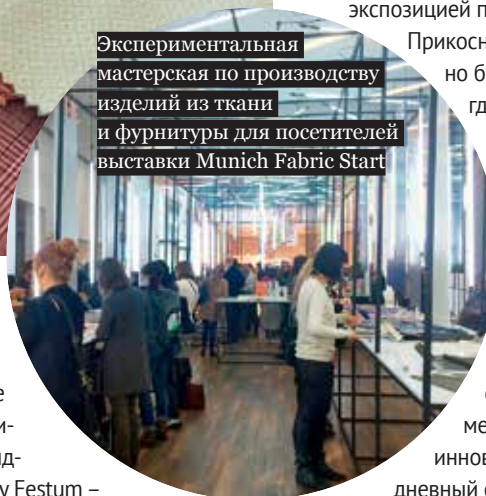 экспозицией п
Прикосн
но б
гд
Экспериментальная
мастерская по производству
изделий из ткани
и фурнитуры для посетителей
выставки Munich Fabric Start
е
и-
д-
y Festum –
ме
иннов
дневный